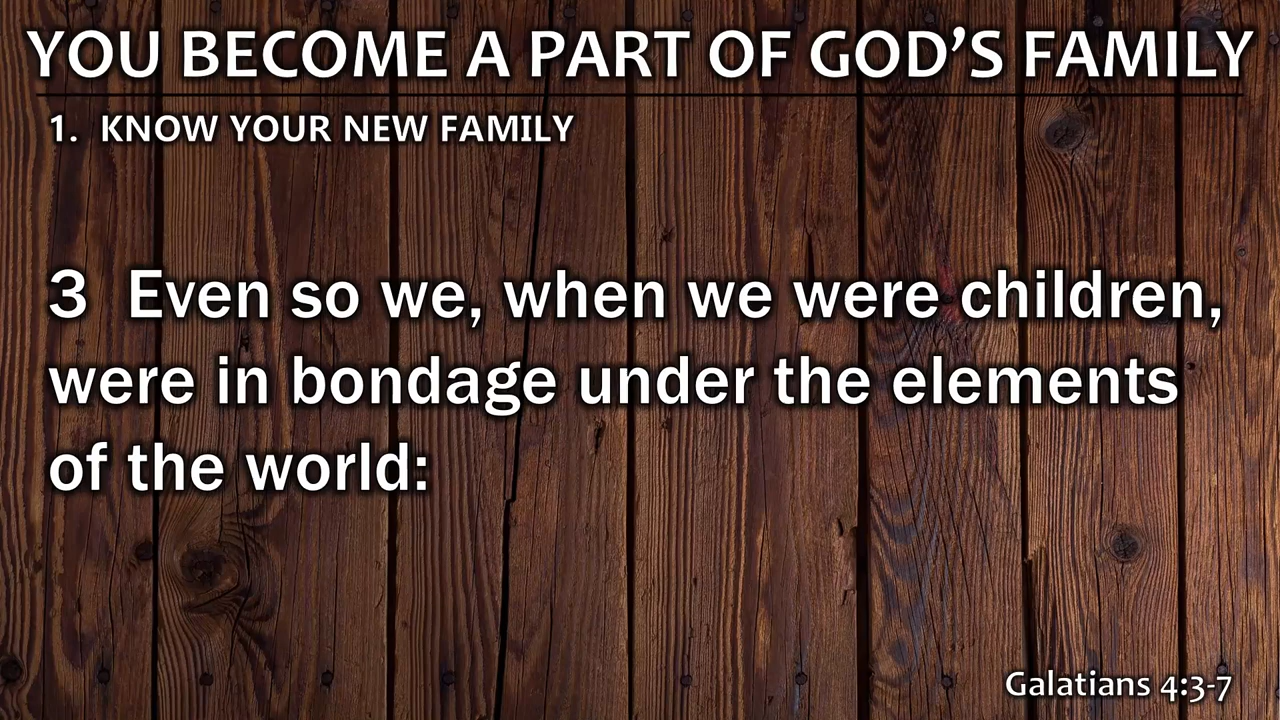 YOU BECOME A PART OF GOD’S FAMILY
1. KNOW YOUR NEW FAMILY
3 Even so we, when we were children,
were in bondage under the elements
of the world:
Galatians 4:3-7